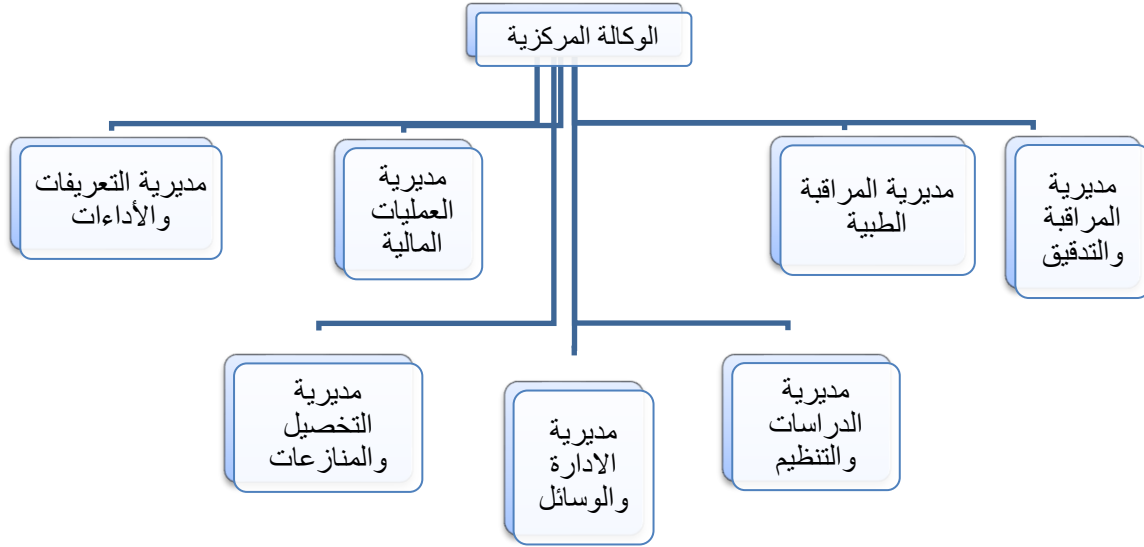 الوكالة المركزية
مديرية
المراقبة
والتدقيق
مديرية المراقبة
الطبية
مديرية
العمليات
المالية
مديرية التعريفات
والأداءات
مديرية
الدراسات
والتنظيم
مديرية
الادارة
والوسائل
مديرية
التخصيل
والمنازعات